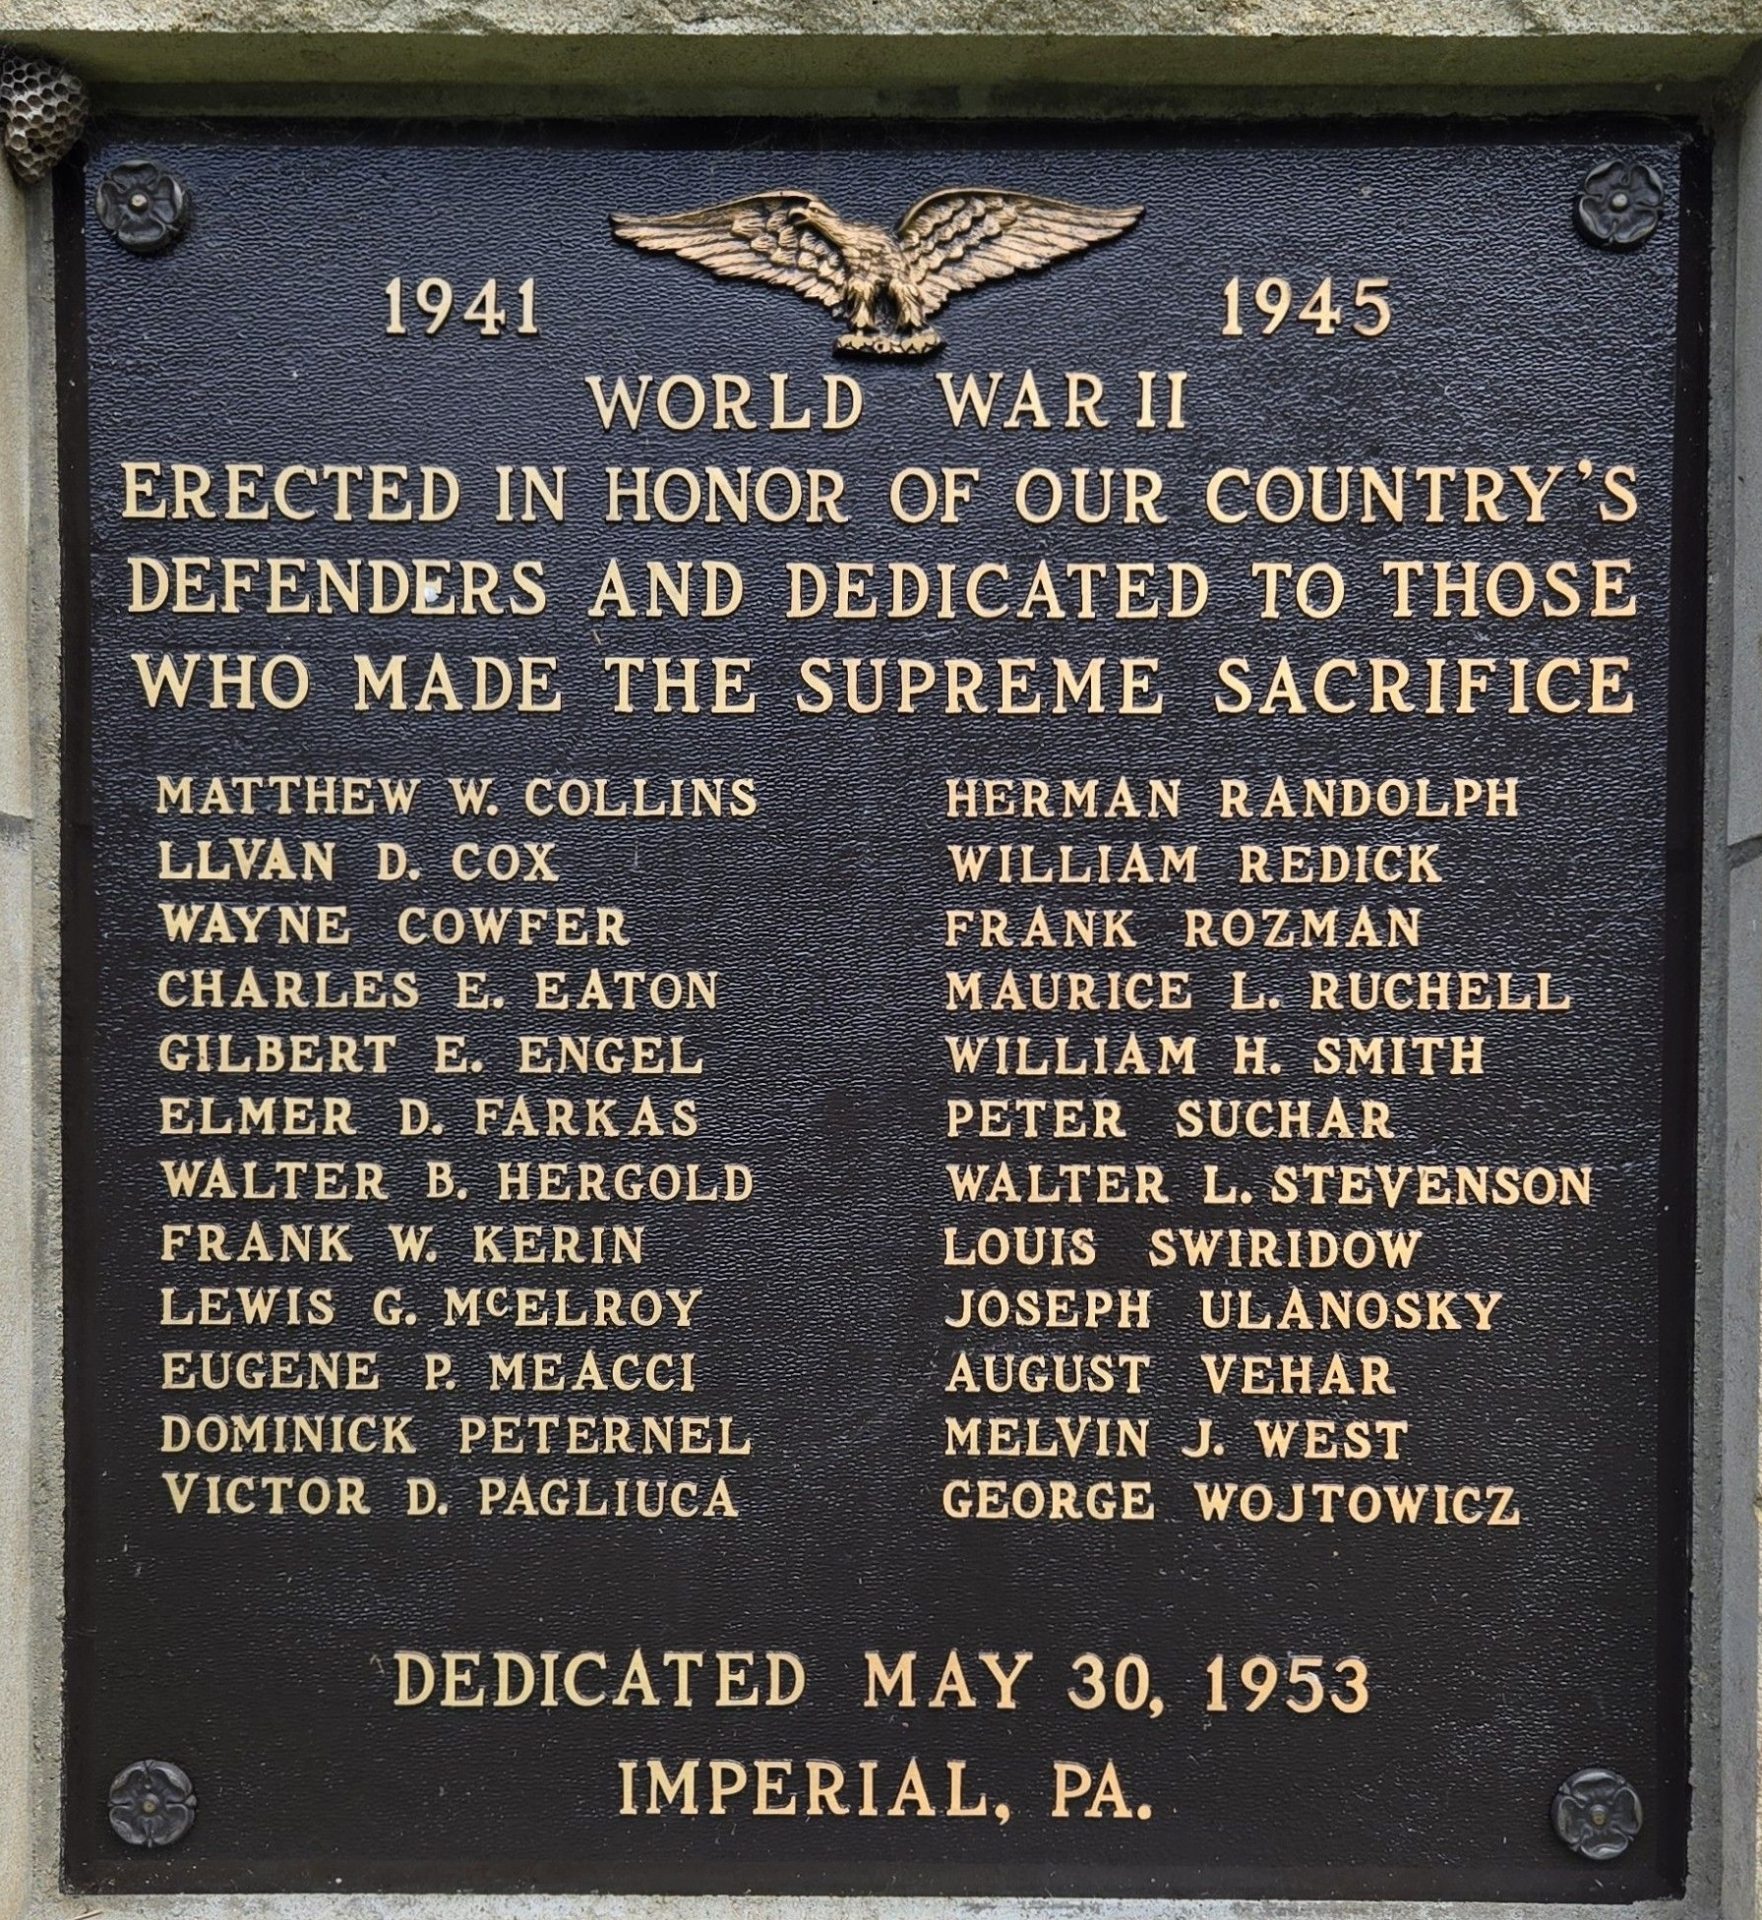 1941 1945
WORLD WAR II
ERECTED IN HONOR OF OUR COUNTRY'S
DEFENDERS AND DEDICATED TO THOSE
WHO MADE THE SUPREME SACRIFICE
MATTHEW W. COLLINS
LLVAN D. COX
WAYNE COWFER
CHARLES E. EATON
GILBERT E. ENGEL
ELMER D. FARKAS
WALTER B. HERGOLD
FRANK W. KERIN
LEWIS G. McELROY
EUGENE P. MEACCI
DOMINICK PETERNEL
VICTOR D. PAGLIUCA
HERMAN RANDOLPH
WILLIAM REDICK
FRANK ROZMAN
MAURICE L. RUCHELL
WILLIAM H. SMITH
PETER SUCHAR
WALTER L. STEVENSON
LOUIS SWIRIDOW
JOSEPH ULANOSKY
AUGUST VEHAR
MELVIN J. WEST
GEORGE WOJTOWICZ
DEDICATED MAY 30, 1953
IMPERIAL, PA.